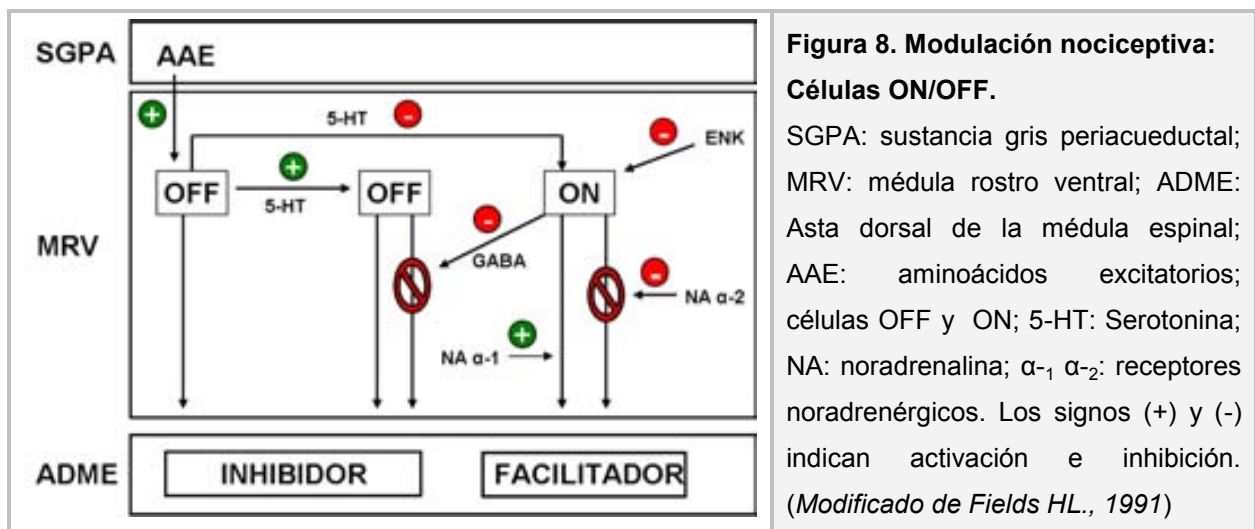 SGPA
AAE
+
5-HT
-
-
ENK
OFF
+
5-HT
OFF
ON
-
GABA
-
NA α-2
MRV
+
NA α-1
ADME
INHIBIDOR
FACILITADOR
Figura 8. Modulación nociceptiva:
Células ON/OFF.
SGPA: sustancia gris periacueductal;
MRV: médula rostro ventral; ADME:
Asta dorsal de la médula espinal;
AAE: aminoácidos excitatorios;
células OFF y ON; 5-HT: Serotonina;
NA: noradrenalina; α-₁ α-₂: receptores
noradrenérgicos. Los signos (+) y (-)
indican activación e inhibición.
(Modificado de Fields HL., 1991)